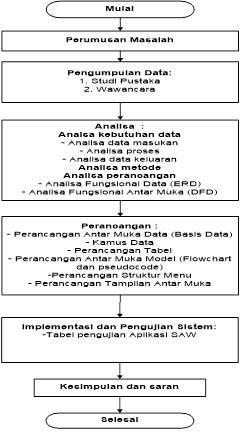 Mulai
Perumusan Masalah
Pengumpulan Data:
1. Studi Pustaka
2. Wawancara
Analisa :
Analisa kebutuhan data
- Analisa data masukan
- Analisa proses
- Analisa data keluaran
Analisa metode
Analisa perancangan
- Analisa Fungsional Data (ERD)
- Analisa Fungsional Antar Muka (DFD)
Perancangan :
- Perancangan Antar Muka Data (Basis Data)
- Kamus Data
- Perancangan Tabel
- Perancangan Antar Muka Model (Flowchart
dan pseudocode)
-Perancangan Struktur Menu
- Perancangan Tampilan Antar Muka
Implementasi dan Pengujian Sistem:
-Tabel pengujian Aplikasi SAW
Kesimpulan dan saran
Selesai